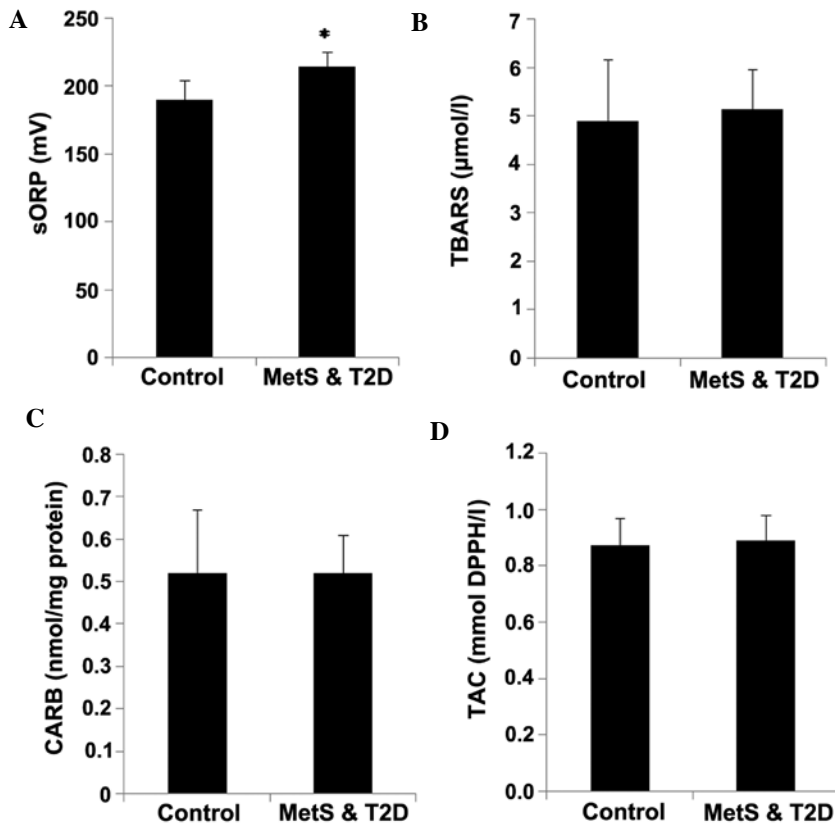 A
sORP (mV)
250
200
150
100
50
0
*
Control MetS & T2D
B
TBARS (µmol/l)
7
6
5
4
3
2
1
0
Control MetS & T2D
C
CARB (nmol/mg protein)
0.8
0.7
0.6
0.5
0.4
0.3
0.2
0.1
0
Control MetS & T2D
D
TAC (mmol DPPH/l)
1.2
1.0
0.8
0.6
0.4
0.2
0.0
Control MetS & T2D